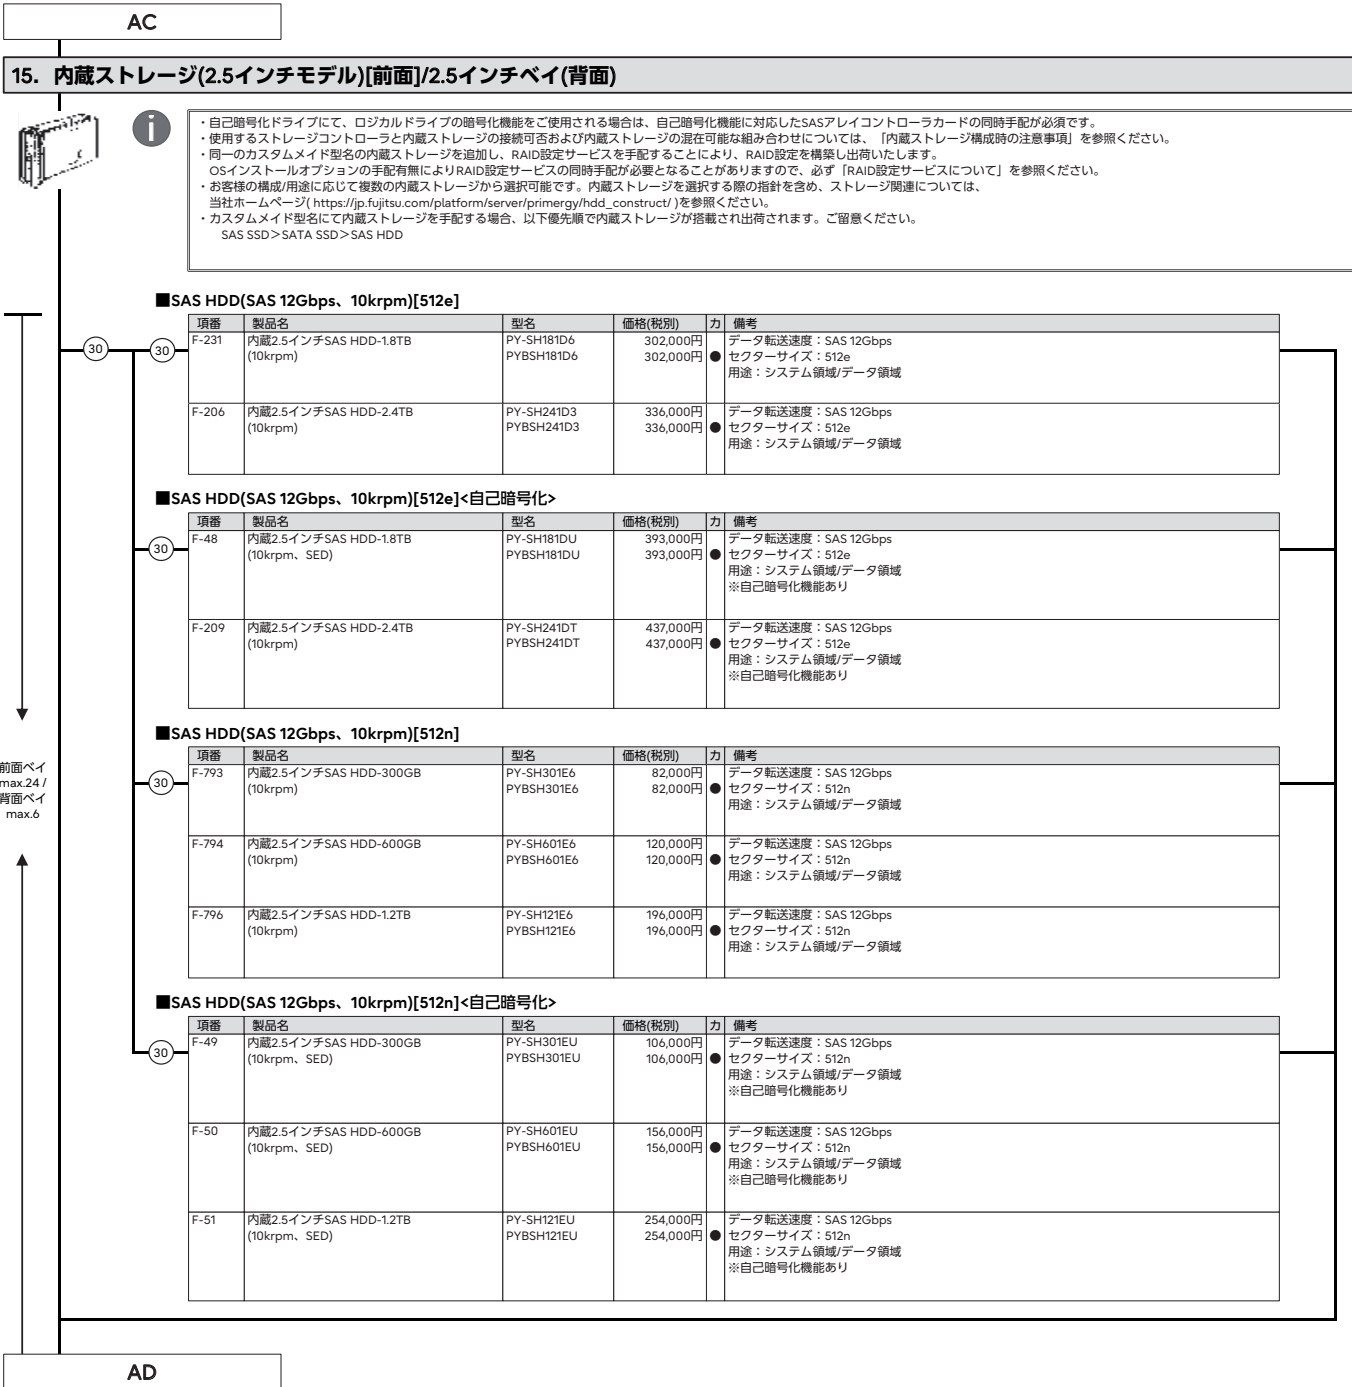 AC
15. 内蔵ストレージ(2.5インチモデル)[前面]/2.5インチベイ(背面)
・自己暗号化ドライブにて、ロジカルドライブの暗号化機能をご使用される場合は、自己暗号化機能に対応したSASアレイコントローラカードの同時手配が必須です。
・使用するストレージコントローラと内蔵ストレージの接続可否および内蔵ストレージの混在可能な組み合わせについては、「内蔵ストレージ構成時の注意事項」を参照ください。
・同一のカスタムメイド型名の内蔵ストレージを追加し、RAID設定サービスを手配することにより、RAID設定を構築し出荷いたします。
OSインストールオプションの手配有無によりRAID設定サービスの同時手配が必要となることがありますので、必ず「RAID設定サービスについて」を参照ください。
・お客様の構成/用途に応じて複数の内蔵ストレージから選択可能です。内蔵ストレージを選択する際の指針を含め、ストレージ関連については、
当社ホームページ( https://jp.fujitsu.com/platform/server/primergy/hdd_construct/ )を参照ください。
・カスタムメイド型名にて内蔵ストレージを手配する場合、以下優先順で内蔵ストレージが搭載され出荷されます。ご留意ください。
SAS SSD＞SATA SSD＞SAS HDD
■SAS HDD(SAS 12Gbps、10krpm)[512e]
項番 製品名 型名 価格(税別) カ 備考
30 30 F-231 内蔵2.5インチSAS HDD-1.8TB PY-SH181D6 302,000円 データ転送速度：SAS 12Gbps
(10krpm) PYBSH181D6 302,000円 ● セクターサイズ：512e
用途：システム領域/データ領域
F-206 内蔵2.5インチSAS HDD-2.4TB PY-SH241D3 336,000円 データ転送速度：SAS 12Gbps
(10krpm) PYBSH241D3 336,000円 ● セクターサイズ：512e
用途：システム領域/データ領域
■SAS HDD(SAS 12Gbps、10krpm)[512e]<自己暗号化>
項番 製品名 型名 価格(税別) カ 備考
30 F-48 内蔵2.5インチSAS HDD-1.8TB PY-SH181DU 393,000円 データ転送速度：SAS 12Gbps
(10krpm、SED) PYBSH181DU 393,000円 ● セクターサイズ：512e
用途：システム領域/データ領域
※自己暗号化機能あり
F-209 内蔵2.5インチSAS HDD-2.4TB PY-SH241DT 437,000円 データ転送速度：SAS 12Gbps
(10krpm) PYBSH241DT 437,000円 ● セクターサイズ：512e
用途：システム領域/データ領域
※自己暗号化機能あり
■SAS HDD(SAS 12Gbps、10krpm)[512n]
項番 製品名 型名 価格(税別) カ 備考
前面ベイ
max.24 /
背面ベイ
max.6
30 F-793 内蔵2.5インチSAS HDD-300GB PY-SH301E6 82,000円 データ転送速度：SAS 12Gbps
(10krpm) PYBSH301E6 82,000円 ● セクターサイズ：512n
用途：システム領域/データ領域
F-794 内蔵2.5インチSAS HDD-600GB PY-SH601E6 120,000円 データ転送速度：SAS 12Gbps
(10krpm) PYBSH601E6 120,000円 ● セクターサイズ：512n
用途：システム領域/データ領域
F-796 内蔵2.5インチSAS HDD-1.2TB PY-SH121E6 196,000円 データ転送速度：SAS 12Gbps
(10krpm) PYBSH121E6 196,000円 ● セクターサイズ：512n
用途：システム領域/データ領域
■SAS HDD(SAS 12Gbps、10krpm)[512n]<自己暗号化>
項番 製品名 型名 価格(税別) カ 備考
30 F-49 内蔵2.5インチSAS HDD-300GB PY-SH301EU 106,000円 データ転送速度：SAS 12Gbps
(10krpm、SED) PYBSH301EU 106,000円 ● セクターサイズ：512n
用途：システム領域/データ領域
※自己暗号化機能あり
F-50 内蔵2.5インチSAS HDD-600GB PY-SH601EU 156,000円 データ転送速度：SAS 12Gbps
(10krpm、SED) PYBSH601EU 156,000円 ● セクターサイズ：512n
用途：システム領域/データ領域
※自己暗号化機能あり
F-51 内蔵2.5インチSAS HDD-1.2TB PY-SH121EU 254,000円 データ転送速度：SAS 12Gbps
(10krpm、SED) PYBSH121EU 254,000円 ● セクターサイズ：512n
用途：システム領域/データ領域
※自己暗号化機能あり
AD